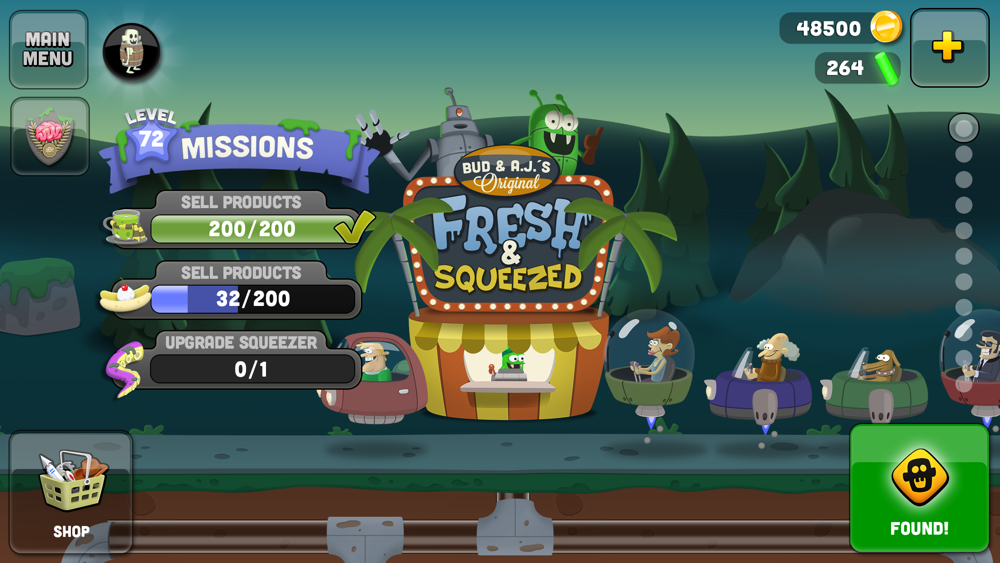 MAIN
MENU
48500
264
LEVEL
72
MISSIONS
SELL PRODUCTS
200/200
SELL PRODUCTS
32/200
UPGRADE SQUEEZER
0/1
BUD & A.J.´S
Original
FRESH
&
SQUEEZED
SHOP
FOUND!